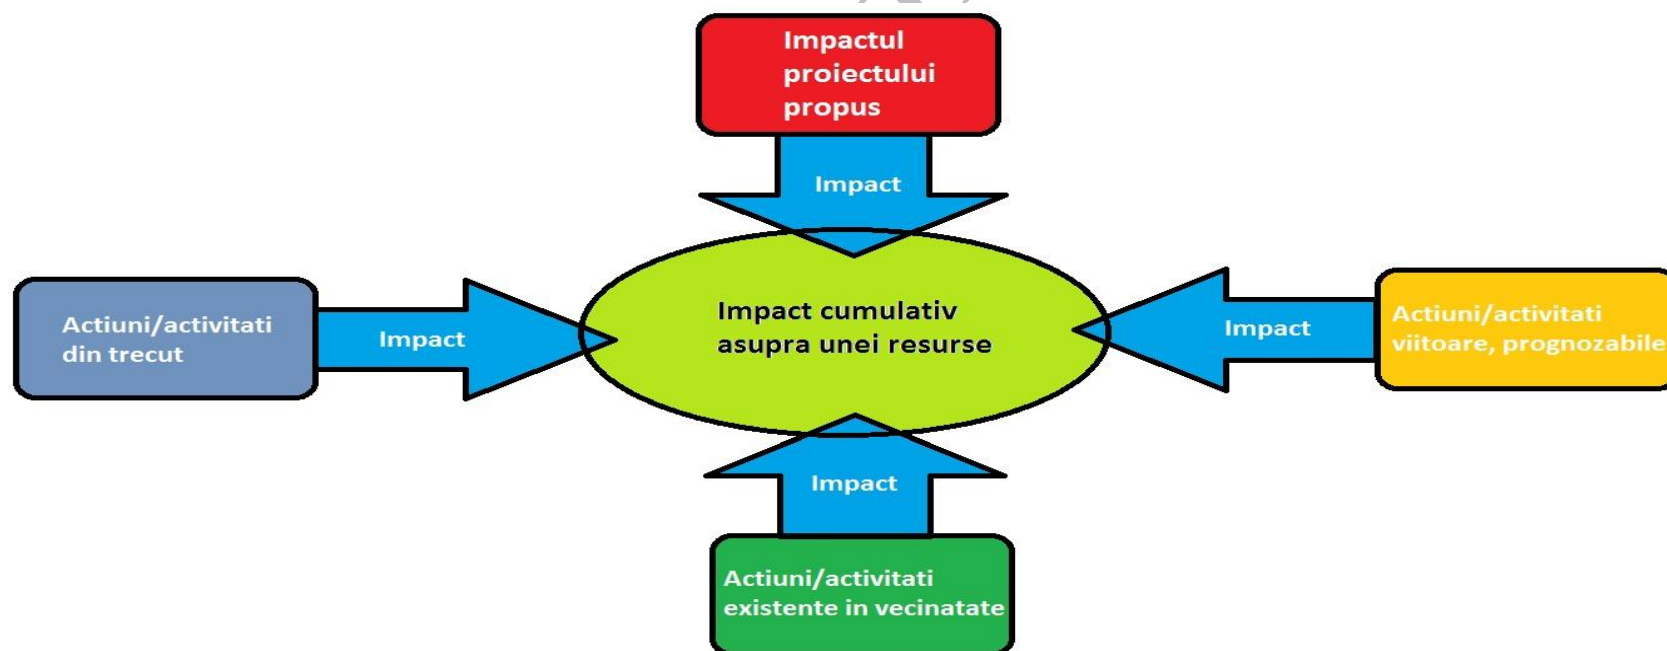 Impactul
proiectului
propus
Impact
Actiuni/activitati
din trecut
Impact
Impact cumulativ
asupra unei resurse
Impact
Actiuni/activitati
viitoare, prognozabile
Impact
Actiuni/activitati
existente in vecinatate